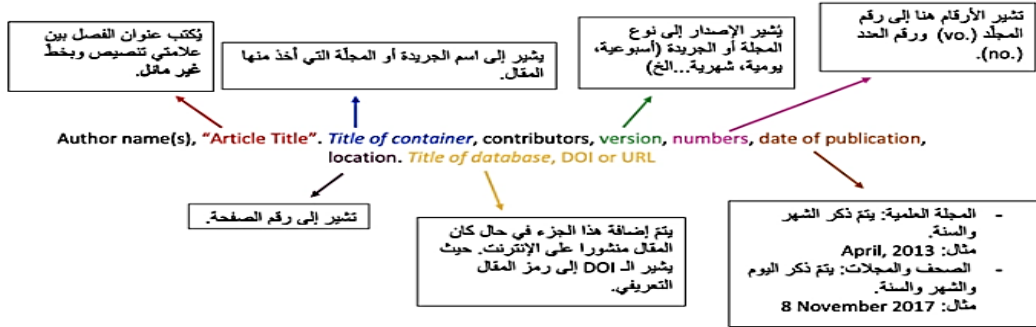 يُكتب عنوان الفصل بين
علامتي تنصيص وبخطّ
غير مائل.
يشير إلى اسم الجريدة أو المجلّة التي أخذ منها
المقال.
يُشير الإصدار إلى نوع
المجلة أو الجريدة (أسبوعية،
يومية، شهرية...الخ)
تشير الأرقام هنا إلى رقم
المجلّد (vo.) ورقم العدد
(no.).
Author name(s), “Article Title”. Title of container, contributors, version, numbers, date of publication,
location. Title of database, DOI or URL
تشير إلى رقم الصفحة.
يتمّ إضافة هذا الجزء في حال كان
المقال منشورا على الإنترنت. حيث
يشير الـ DOI إلى رمز المقال
التعريفي.
- المجلة العلمية: يتمّ ذكر الشهر
والسنة.
مثال: April, 2013
- الصحف والمجلات: يتمّ ذكر اليوم
والشهر والسنة.
مثال: 8 November 2017